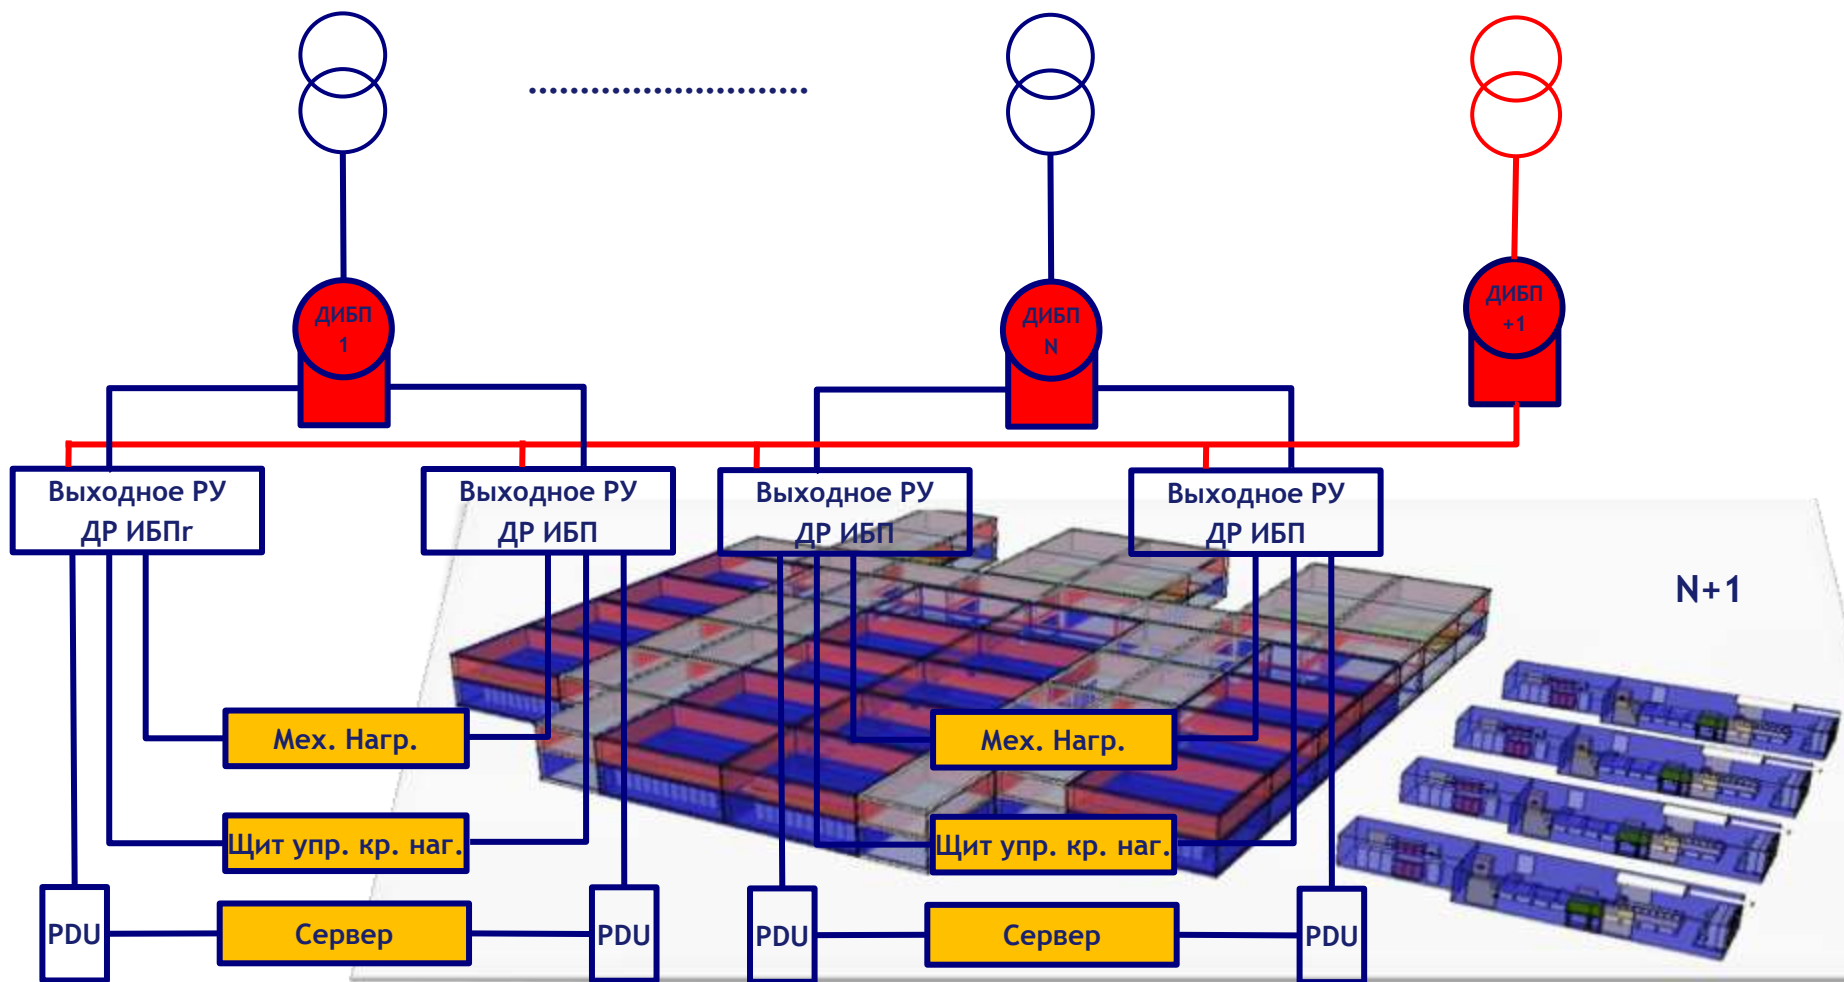 ДИБП
1
ДИБП
N
ДИБП
+1
Выходное РУ
ДР ИБПr
Выходное РУ
ДР ИБП
Выходное РУ
ДР ИБП
Выходное РУ
ДР ИБП
N+1
Мех. Нагр.
Мех. Нагр.
Щит упр. кр. наг.
Щит упр. кр. наг.
PDU
Сервер
PDU
PDU
Сервер
PDU